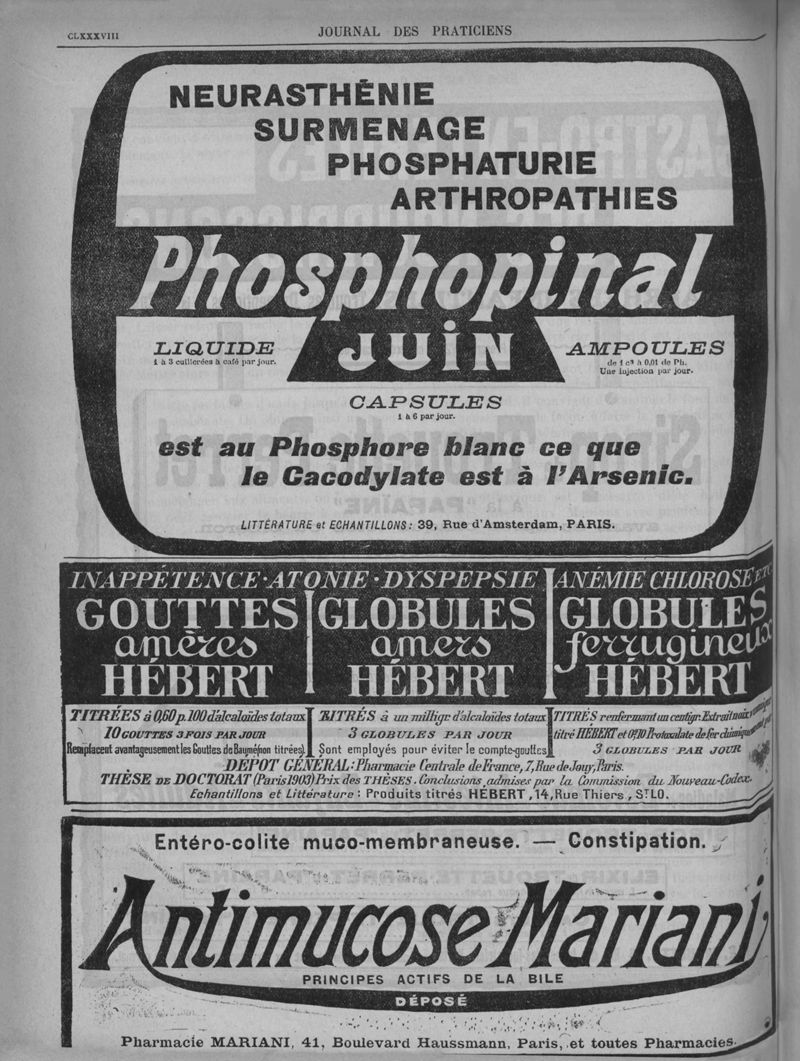 CLXXXVIII
JOURNAL DES PRATICIENS
NEURASTHÉNIE
SURMENAGE
PHOSPHATURIE
ARTHROPATHIES
Phosphopinal
JUIN
LIQUIDE
1 à 3 cuillerées à café par jour.
AMPOULES
de 1 c³ à 0,01 de Ph.
Une injection par jour.
CAPSULES
1 à 6 par jour.
est au Phosphore blanc ce que
le Cacodylate est à l'Arsenic.
LITTÉRATURE et ECHANTILLONS: 39, Rue d'Amsterdam, PARIS.
INAPPÉTENCE·ATONIE·DYSPEPSIE
GOUTTES
amères
HÉBERT
GLOBULES
amers
HÉBERT
ANÉMIE CHLOROSE ETC
GLOBULES
ferrugineux
HÉBERT
TITRÉES à 0,60 p.100 d'alcaloïdes totaux
10 GOUTTES 3 FOIS PAR JOUR
Remplacent avantageusement les Gouttes de Baumé (non titrées).
TITRÉS à un milligr d'alcaloïdes totaux
3 GLOBULES PAR JOUR
Sont employés pour éviter le compte-gouttes
TITRÉS renfermant un centigr. Extrait noix vomique
titré HÉBERT et 0g,10 Protoxalate de fer chimiqt pur
3 GLOBULES PAR JOUR
DÉPOT GÉNÉRAL: Pharmacie Centrale de France, 7, Rue de Jouy, Paris.
THÈSE DE DOCTORAT (Paris 1903) Prix des THÈSES. Conclusions admises par la Commission du Nouveau-Codex.
Echantillons et Littérature: Produits titrés HÉBERT, 14, Rue Thiers, ST LO.
Entéro-colite muco-membraneuse. — Constipation.
Antimucose Mariani
PRINCIPES ACTIFS DE LA BILE
DÉPOSÉ
Pharmacie MARIANI, 41, Boulevard Haussmann, Paris, et toutes Pharmacies.